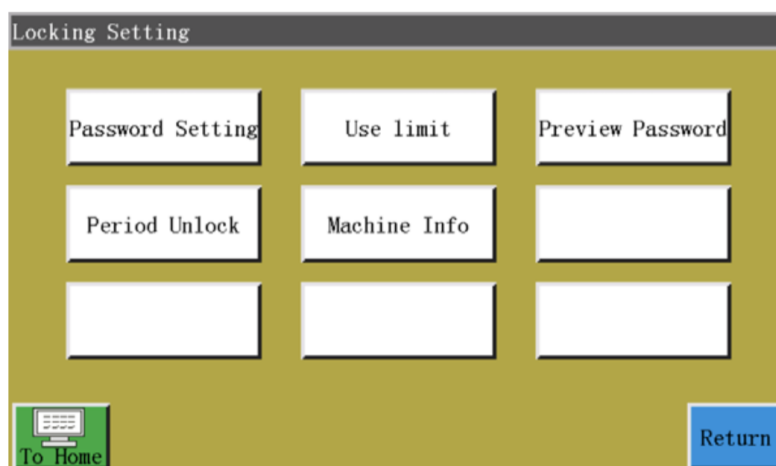 Locking Setting
Password Setting
Use limit
Preview Password
Period Unlock
Machine Info
To Home
Return